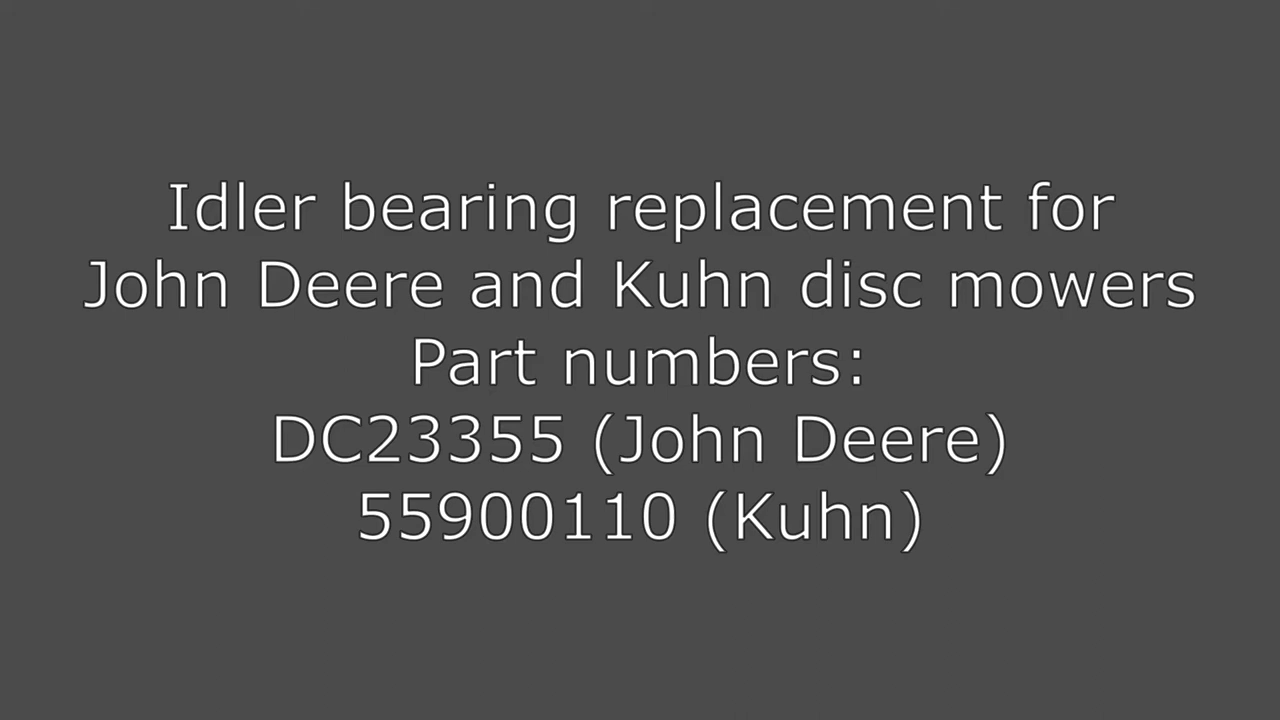 Idler bearing replacement for
John Deere and Kuhn disc mowers
Part numbers:
DC23355 (John Deere)
55900110 (Kuhn)